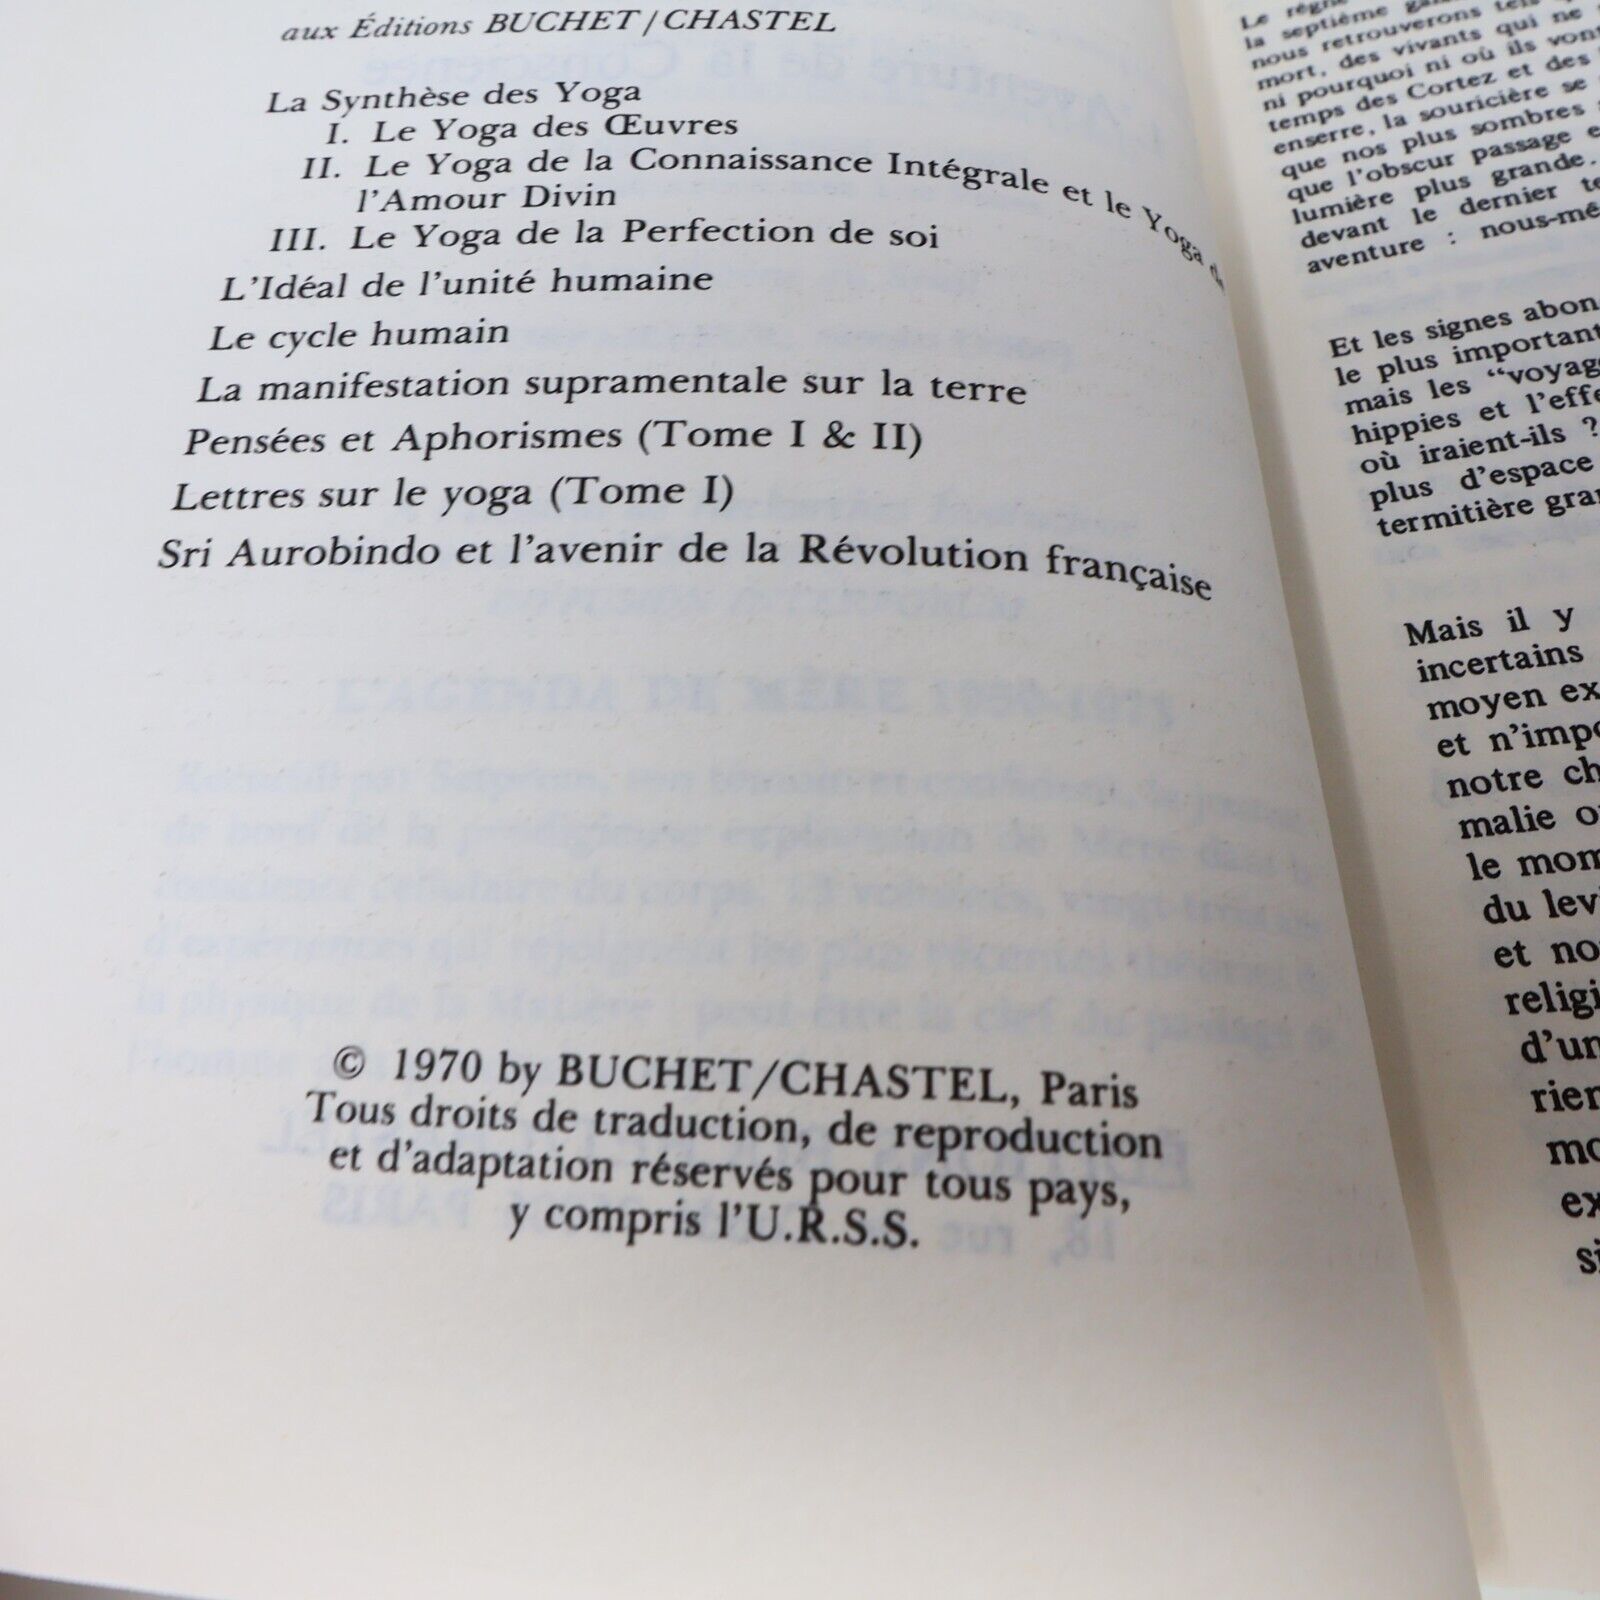 aux Éditions BUCHET/CHASTEL
La Synthèse des Yoga
I. Le Yoga des Œuvres
II. Le Yoga de la Connaissance Intégrale et le Yoga de
l'Amour Divin
III. Le Yoga de la Perfection de soi
L'Idéal de l'unité humaine
Le cycle humain
La manifestation supramentale sur la terre
Pensées et Aphorismes (Tome I & II)
Lettres sur le yoga (Tome I)
Sri Aurobindo et l'avenir de la Révolution française
© 1970 by BUCHET/CHASTEL, Paris
Tous droits de traduction, de reproduction
et d'adaptation réservés pour tous pays,
y compris l'U.R.S.S.
Le règne
la septième
nous retrouverons tels
mort, des vivants qui ne
ni pourquoi ni où ils vont
temps des Cortez et des
enserre, la souricière se
que nos plus sombres
que l'obscur passage
lumière plus grande.
devant le dernier
aventure : nous-mê
Et les signes abon
le plus important
mais les "voyag
hippies et l'effe
où iraient-ils ?
plus d'espace
termitière gra
Mais il y
incertains
moyen ex
et n'impo
notre ch
malie o
le mom
du lev
et no
religi
d'un
rien
mo
ex
si